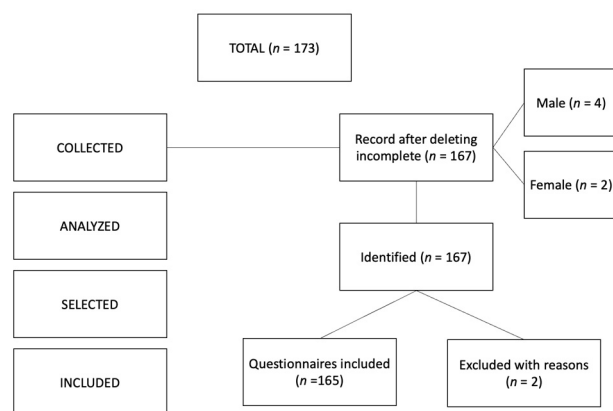 TOTAL (n = 173)
Male (n = 4)
COLLECTED
Record after deleting
incomplete (n = 167)
Female (n = 2)
ANALYZED
Identified (n = 167)
SELECTED
Questionnaires included
(n =165)
Excluded with reasons
(n = 2)
INCLUDED